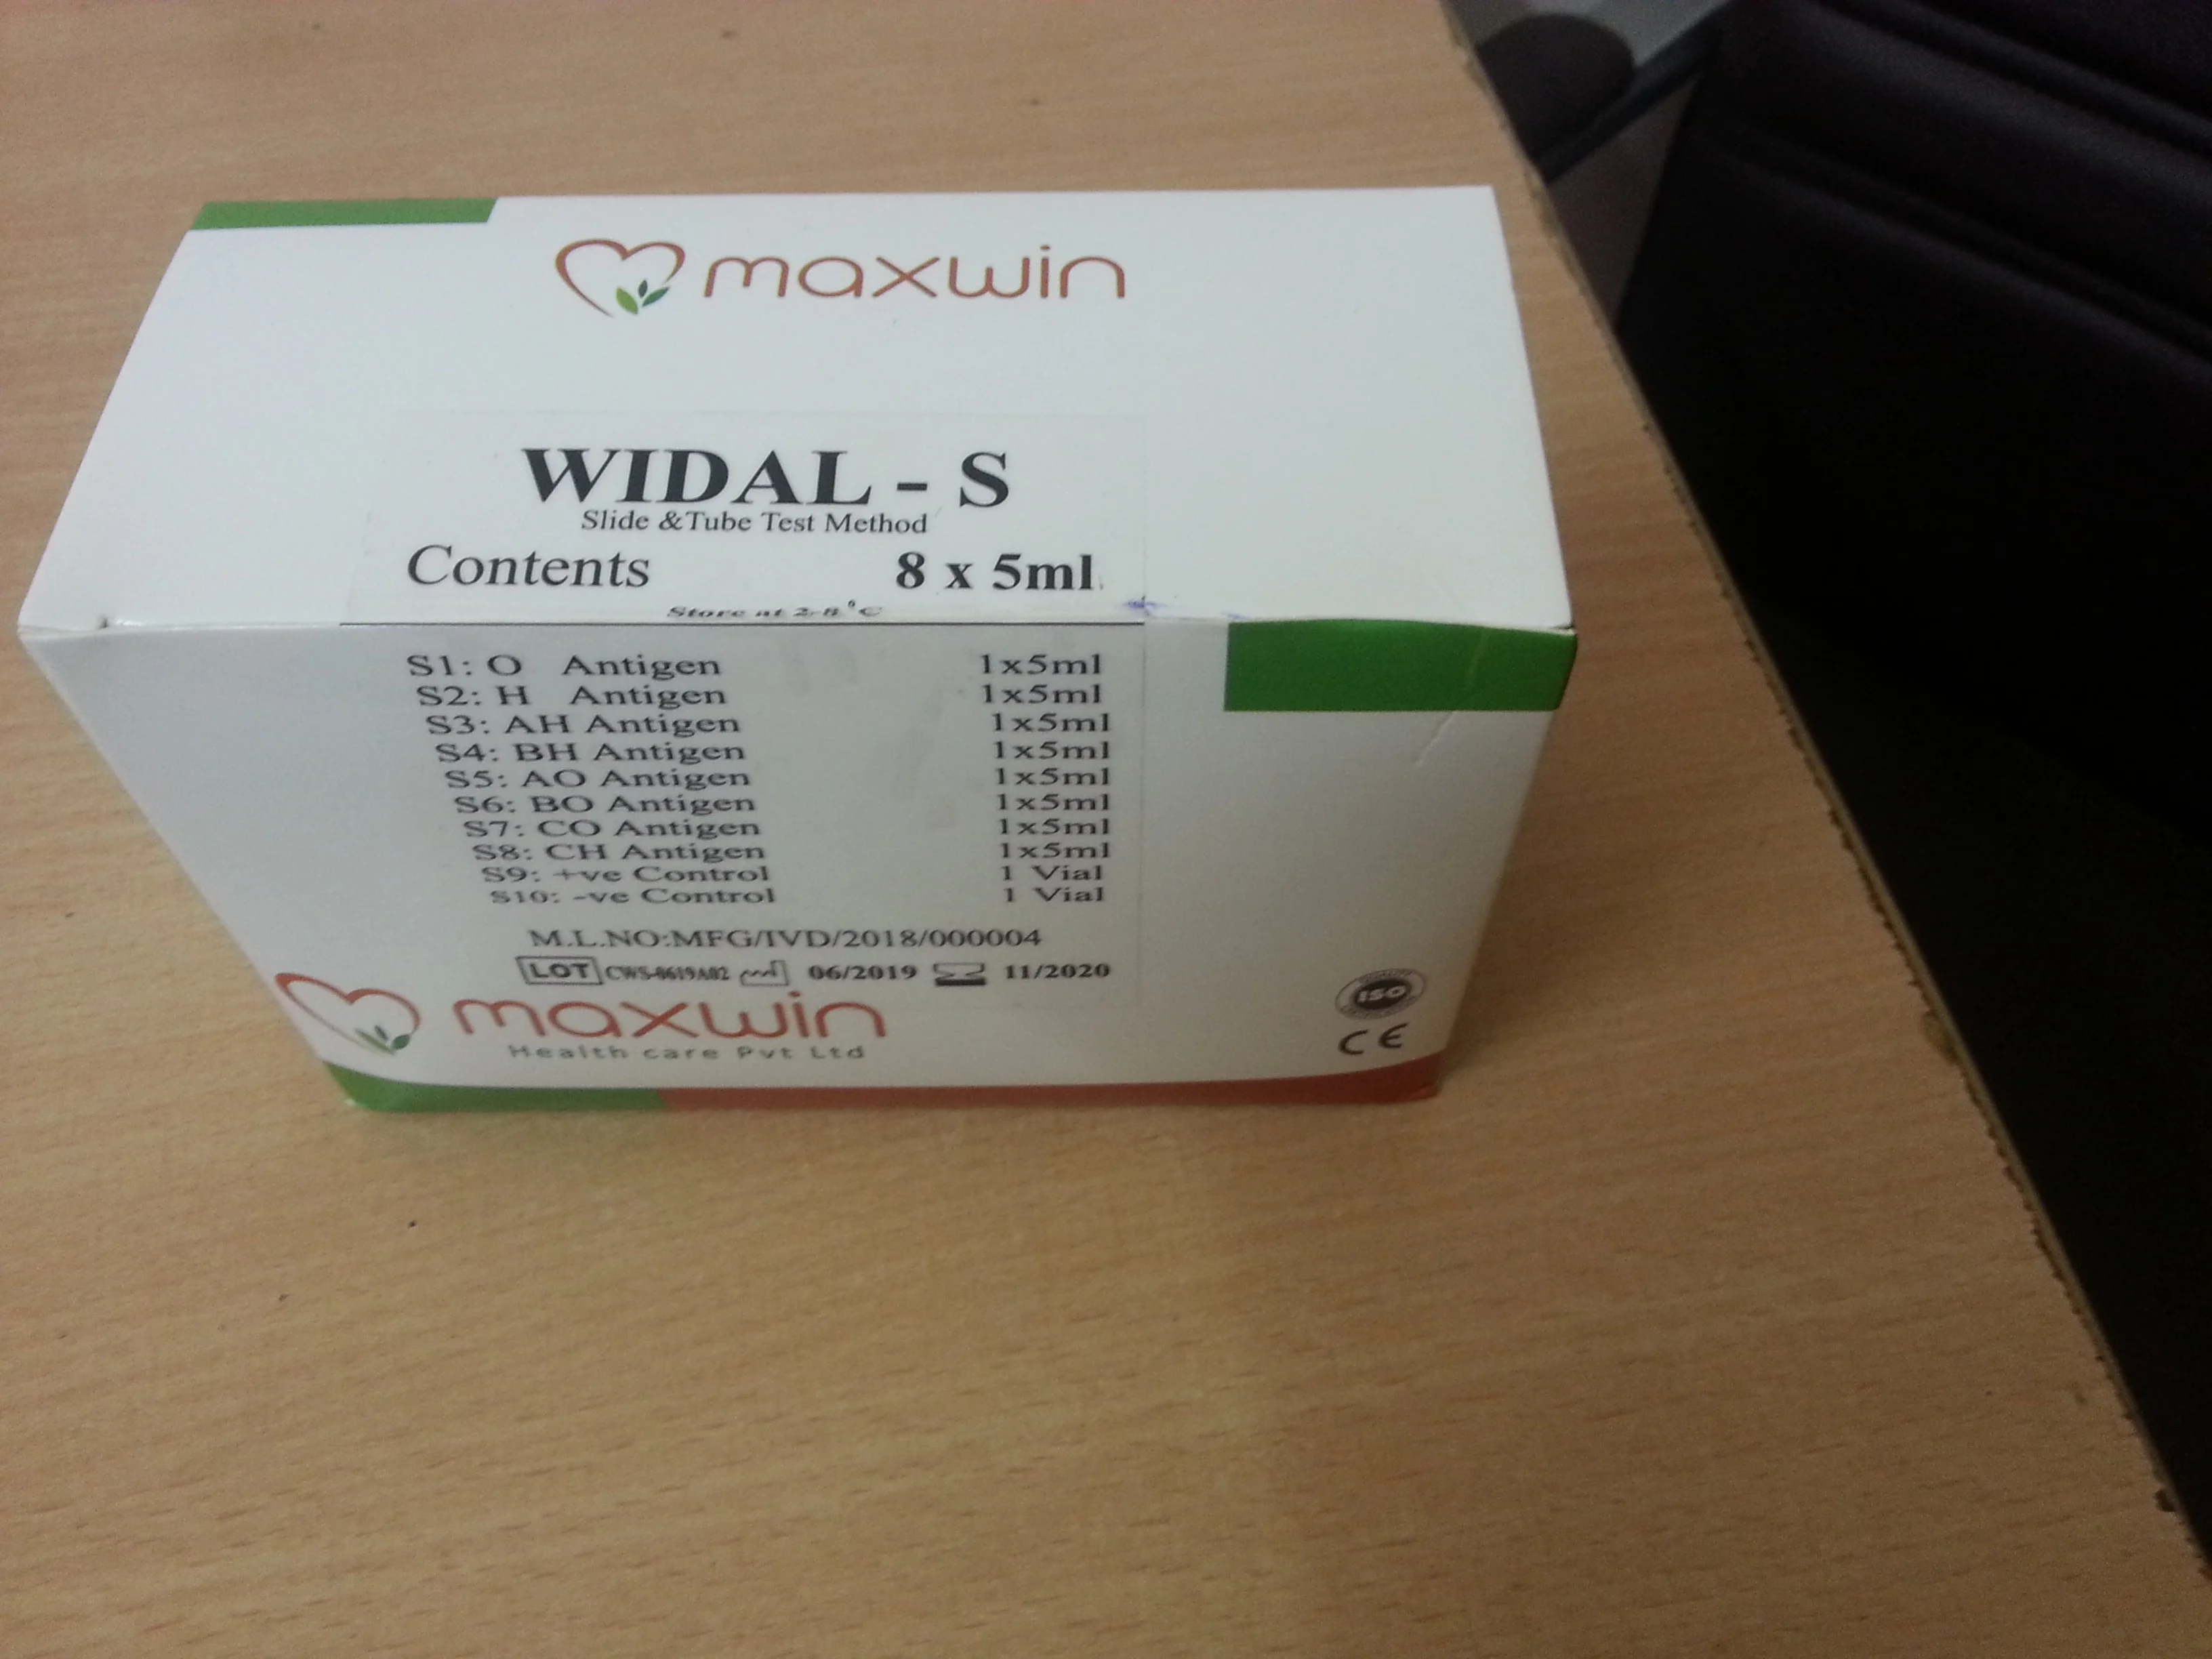 maxwin
WIDAL - S
Slide &Tube Test Method
Contents 8 x 5ml
Store at 2-8°C
S1: O Antigen 1x5ml
S2: H Antigen 1x5ml
S3: AH Antigen 1x5ml
S4: BH Antigen 1x5ml
S5: AO Antigen 1x5ml
S6: BO Antigen 1x5ml
S7: CO Antigen 1x5ml
S8: CH Antigen 1x5ml
S9: +ve Control 1 Vial
S10: -ve Control 1 Vial
M.L.NO:MFG/IVD/2018/000004
LOT CWS-0619A02 06/2019 11/2020
maxwin
Health care Pvt Ltd
ISO
CE